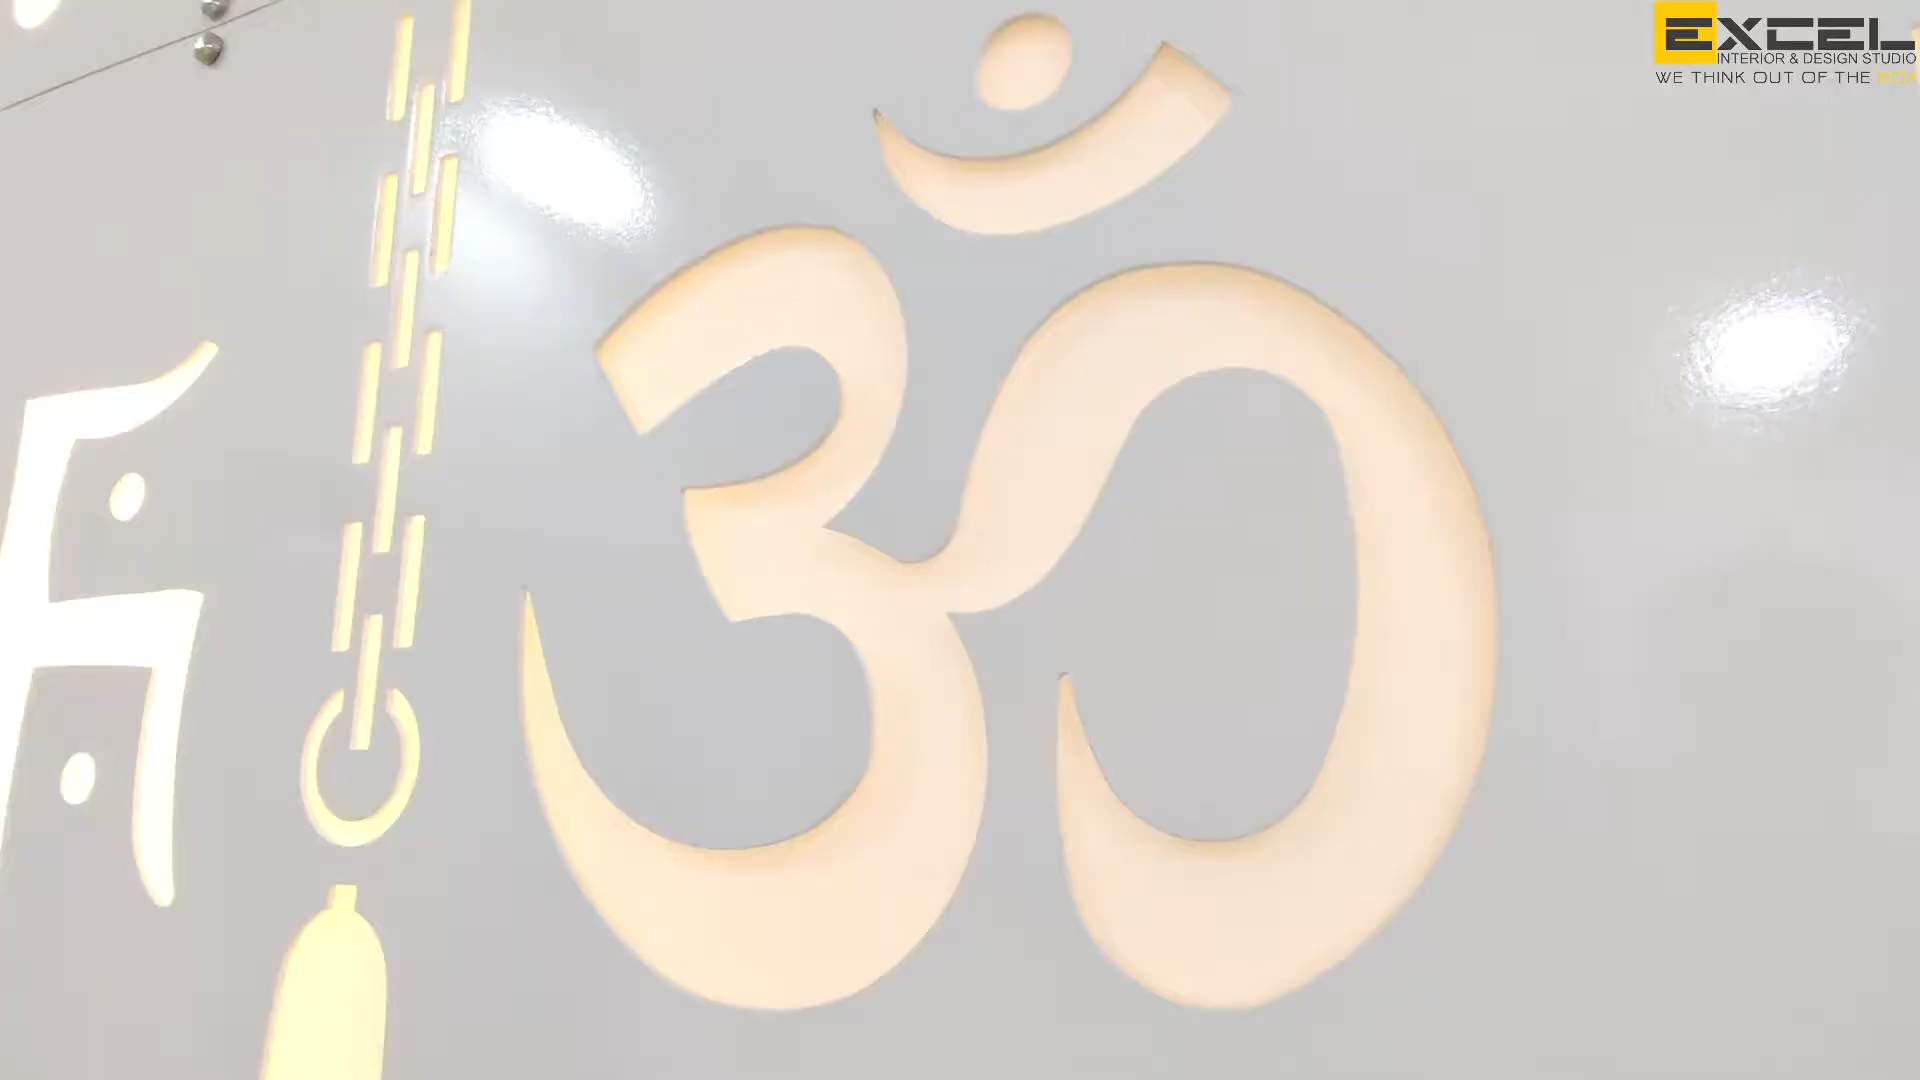 EXCEL
INTERIOR & DESIGN STUDIO
WE THINK OUT OF THE BOX
ॐ